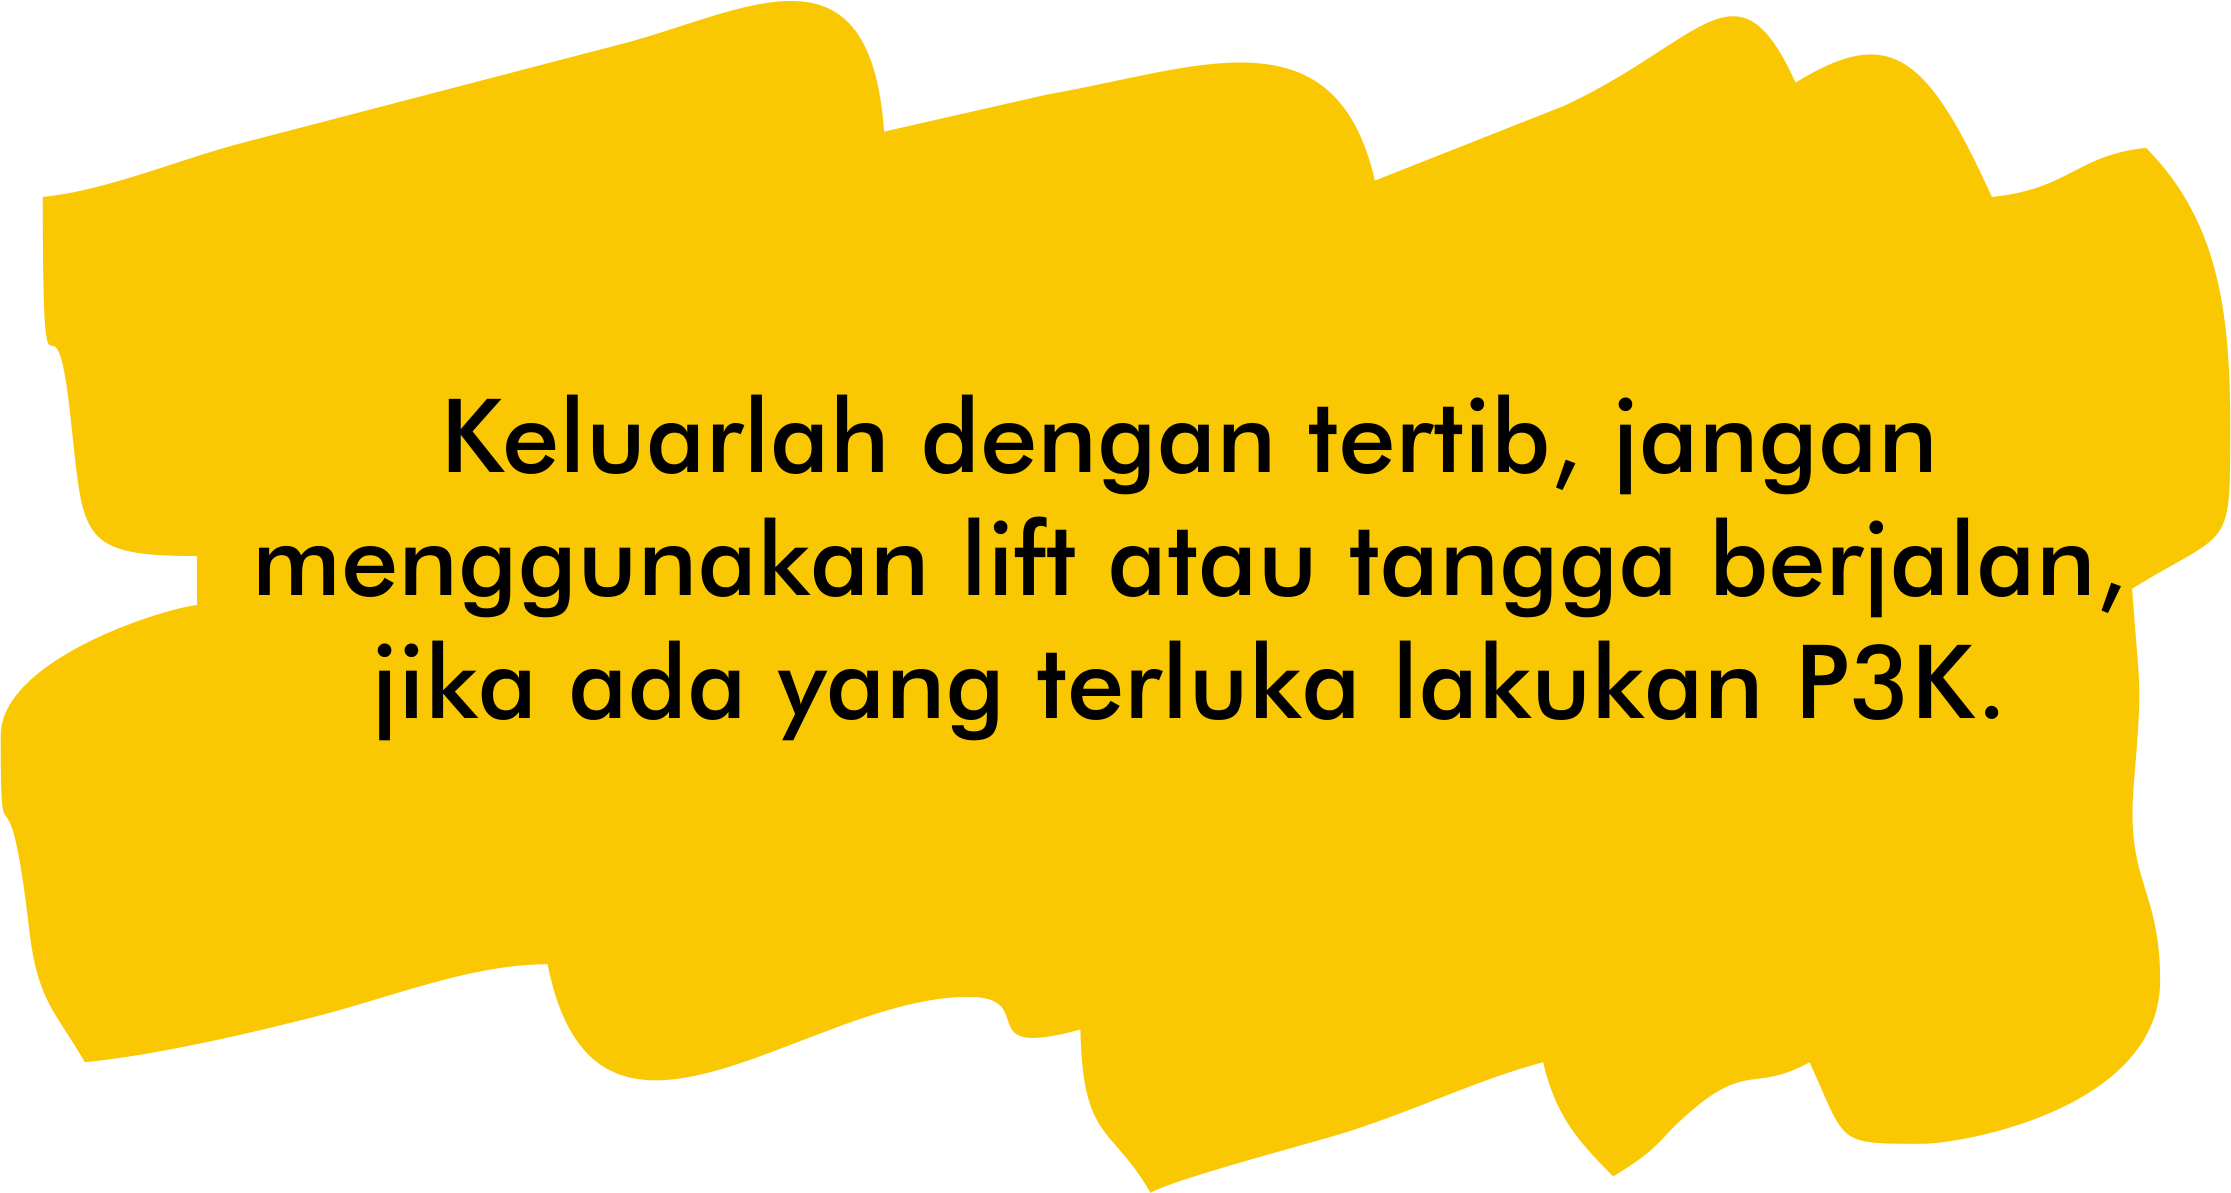 Keluarlah dengan tertib, jangan
menggunakan lift atau tangga berjalan,
jika ada yang terluka lakukan P3K.